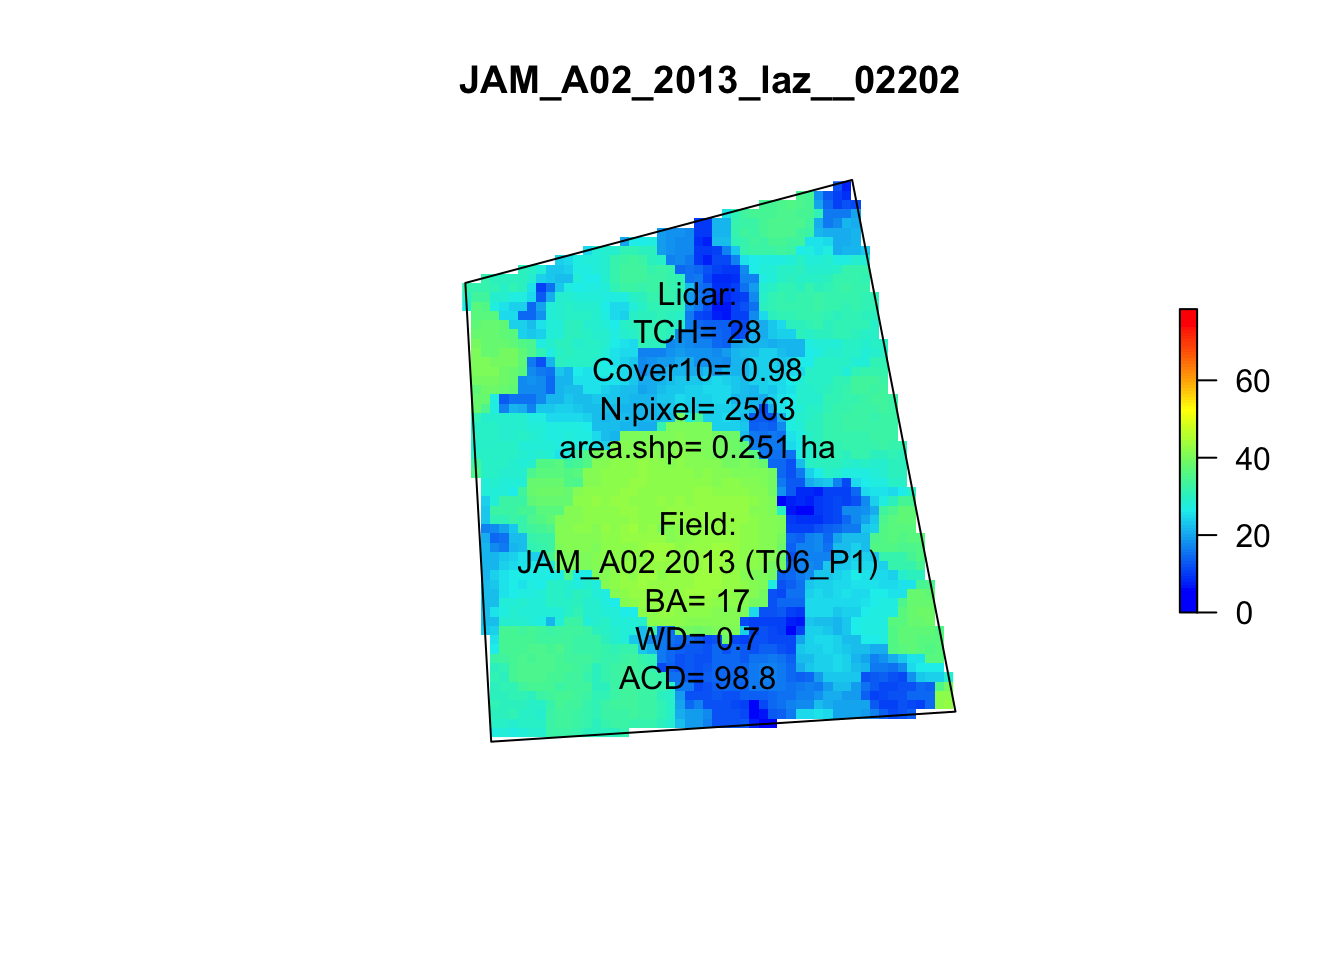 JAM_A02_2013_laz__02202
Lidar:
TCH= 28
Cover10= 0.98
N.pixel= 2503
area.shp= 0.251 ha
Field:
JAM_A02 2013 (T06_P1)
BA= 17
WD= 0.7
ACD= 98.8
60
40
20
0